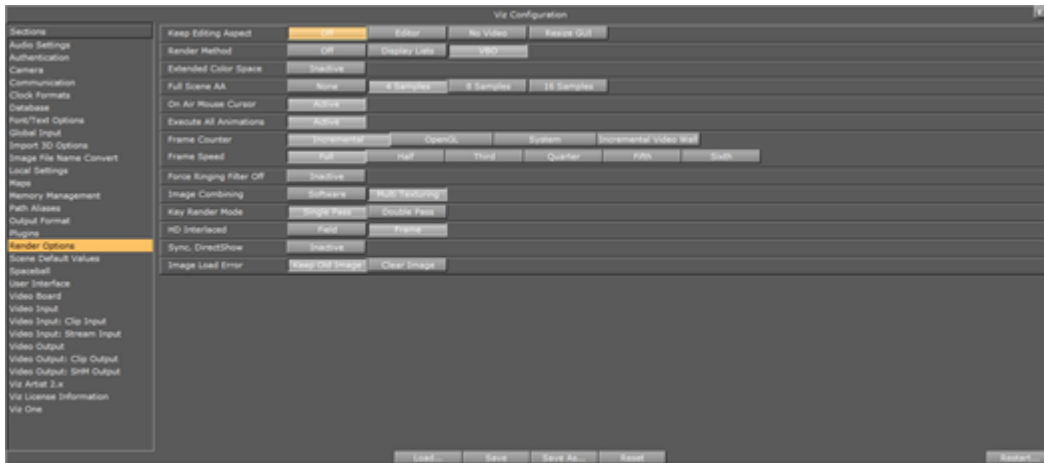 Viz Configuration
Sections
Audio Settings
Authentication
Camera
Communication
Clock Formats
Database
Font/Text Options
Global Input
Import 3D Options
Image File Name Convert
Local Settings
Maps
Memory Management
Path Aliases
Output Format
Plugins
Render Options
Scene Default Values
Spaceball
User Interface
Video Board
Video Input
Video Input: Clip Input
Video Input: Stream Input
Video Output
Video Output: Clip Output
Video Output: SHM Output
Viz Artist 2.x
Viz License Information
Viz One
Keep Editing Aspect Off Editor No Video Resize GUI
Render Method Off Display Lists VBO
Extended Color Space Inactive
Full Scene AA None 4 Samples 8 Samples 16 Samples
On Air Mouse Cursor Active
Execute All Animations Active
Frame Counter Incremental OpenGL System Incremental Video Wall
Frame Speed Full Half Third Quarter Fifth Sixth
Force Ringing Filter Off Inactive
Image Combining Software Multi Texturing
Key Render Mode Single Pass Double Pass
HD Interlaced Field Frame
Sync. DirectShow Inactive
Image Load Error Keep Old Image Clear Image
Load... Save Save As... Reset Restart...